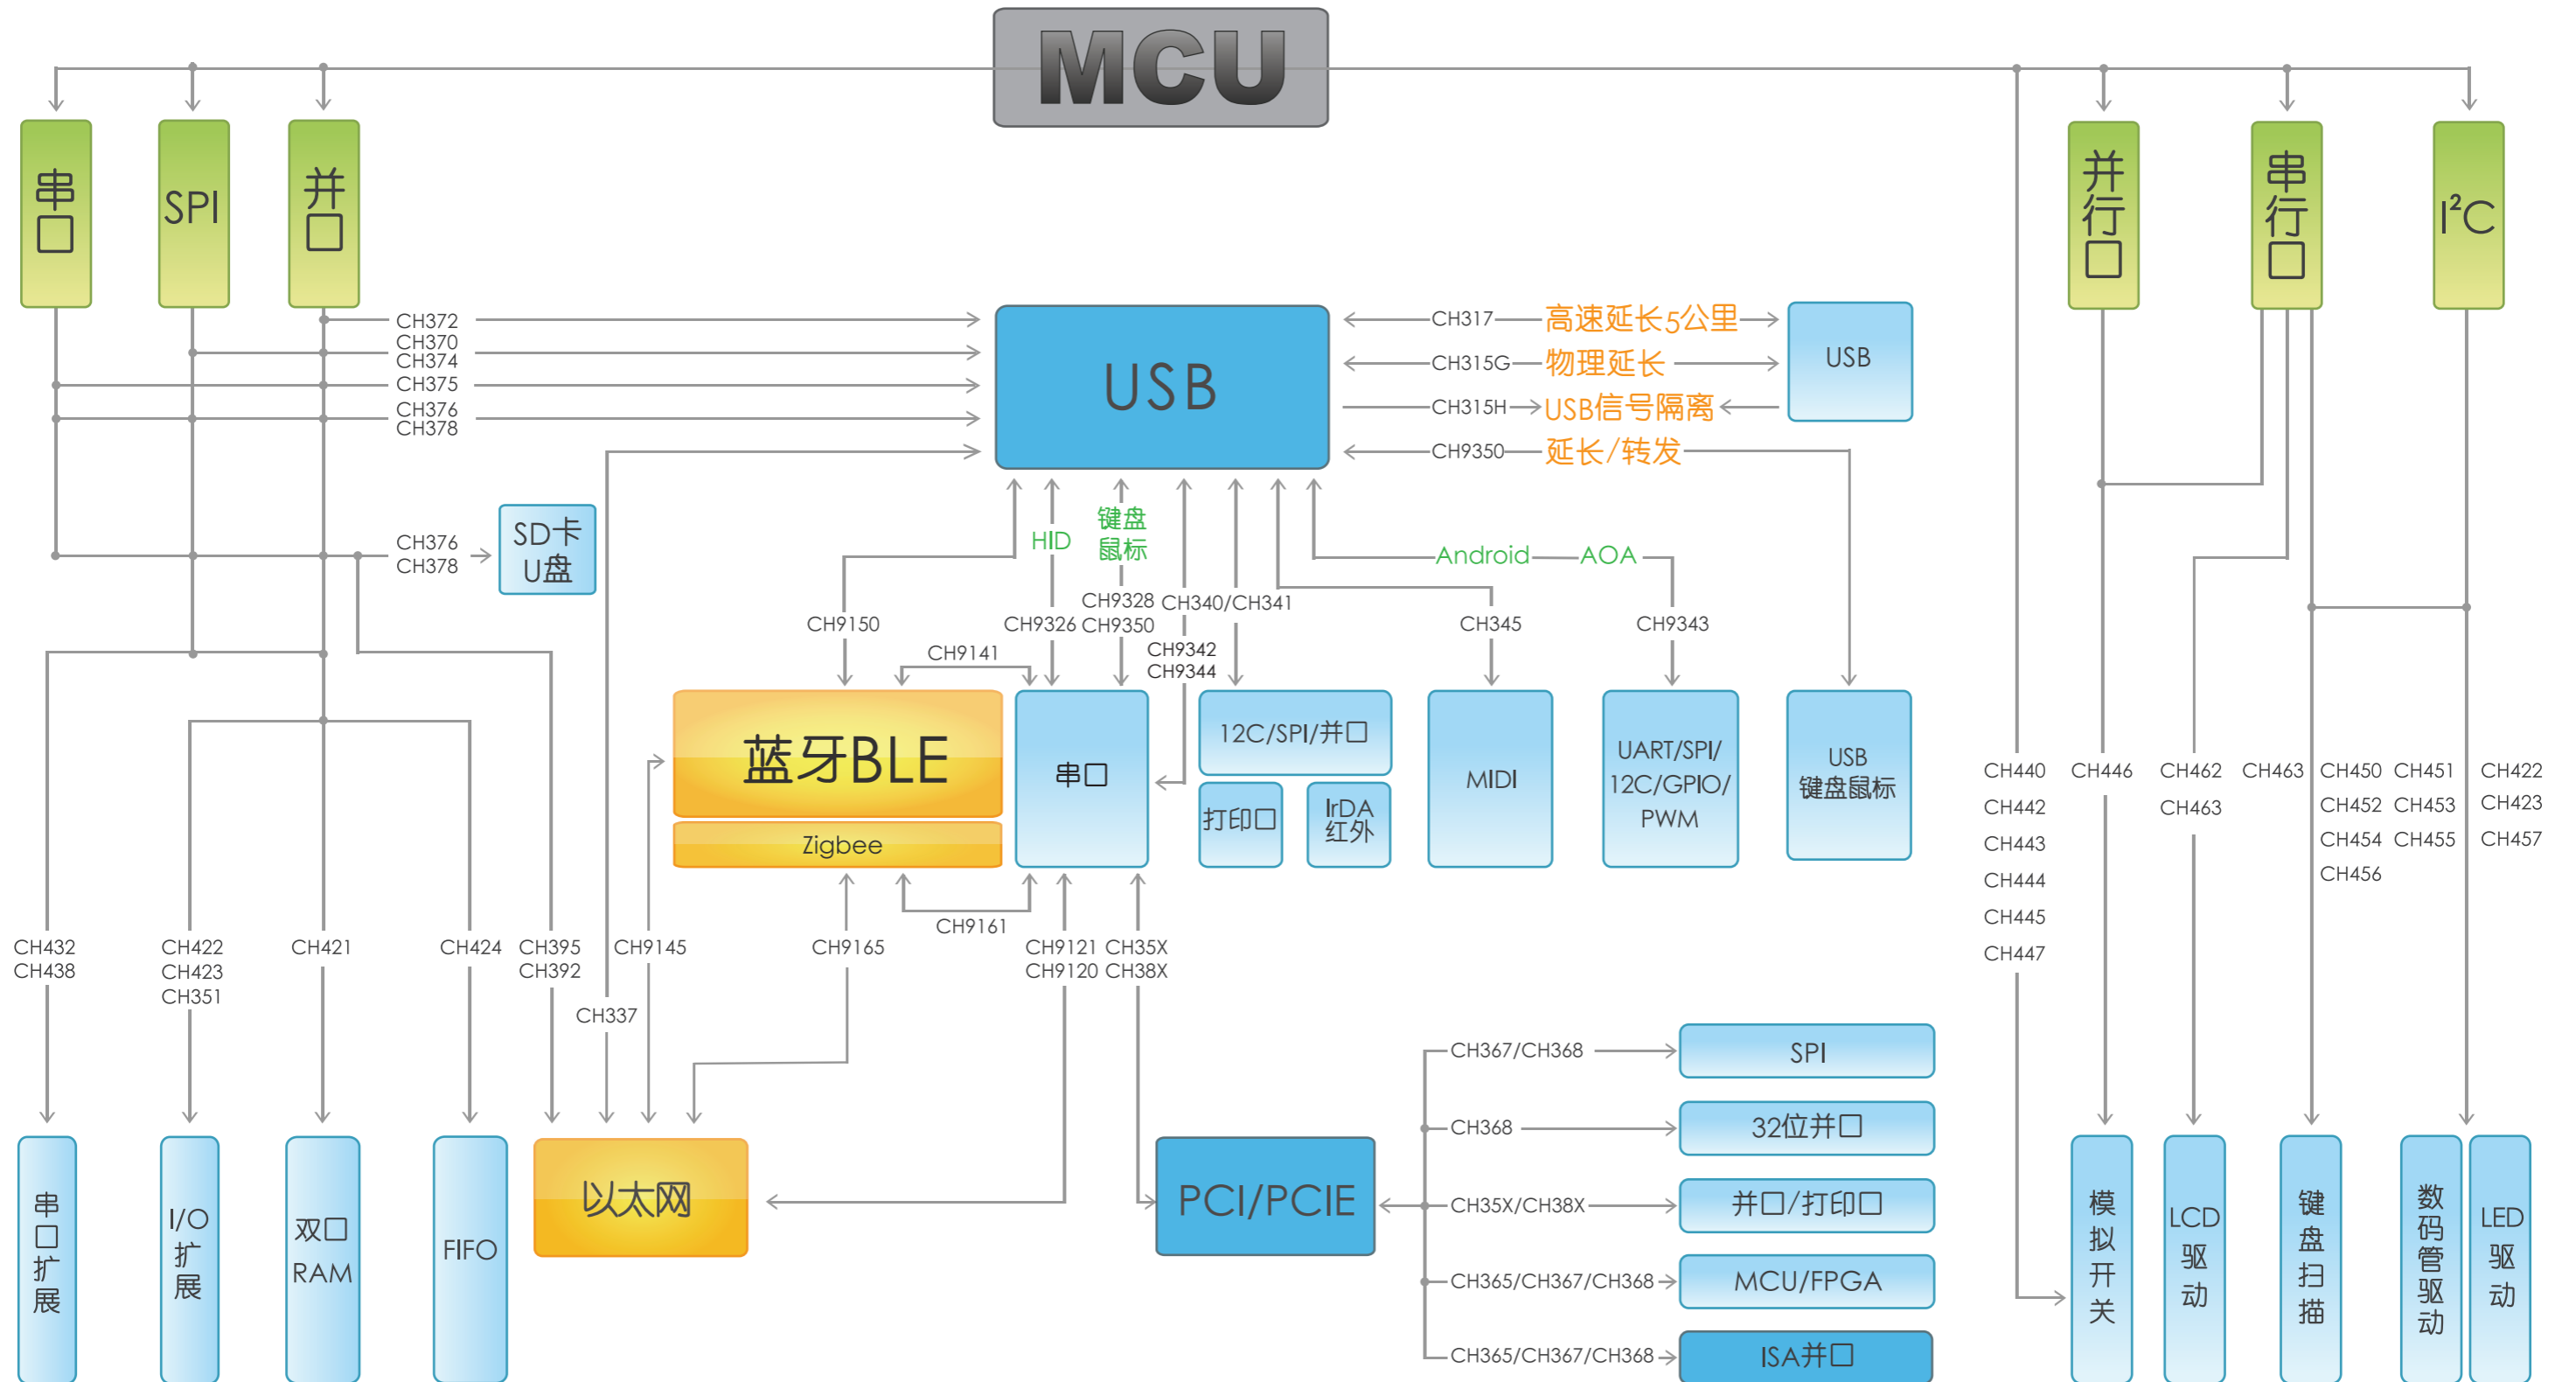 MCU
串口
SPI
并口
并行口
串行口
I²C
CH372
CH370
CH374
CH375
CH376
CH378
USB
CH317
高速延长5公里
CH315G
物理延长
CH315H
USB信号隔离
CH9350
延长/转发
USB
CH376
CH378
SD卡
U盘
HID
键盘
鼠标
Android
AOA
CH9150
CH9326
CH9328
CH9350
CH340/CH341
CH9342
CH9344
CH345
CH9343
CH9141
蓝牙BLE
Zigbee
串口
12C/SPI/并口
打印口
IrDA
红外
MIDI
UART/SPI/
12C/GPIO/
PWM
USB
键盘鼠标
CH440
CH442
CH443
CH444
CH445
CH447
CH446
CH462
CH463
CH463
CH450
CH452
CH454
CH456
CH451
CH453
CH455
CH422
CH423
CH457
CH432
CH438
CH422
CH423
CH351
CH421
CH424
CH395
CH392
CH337
CH9145
CH9165
CH9161
CH9121
CH9120
CH35X
CH38X
串口扩展
I/O扩展
双口
RAM
FIFO
以太网
PCI/PCIE
CH367/CH368
SPI
CH368
32位并口
CH35X/CH38X
并口/打印口
CH365/CH367/CH368
MCU/FPGA
CH365/CH367/CH368
ISA并口
模拟开关
LCD驱动
键盘扫描
数码管驱动
LED驱动